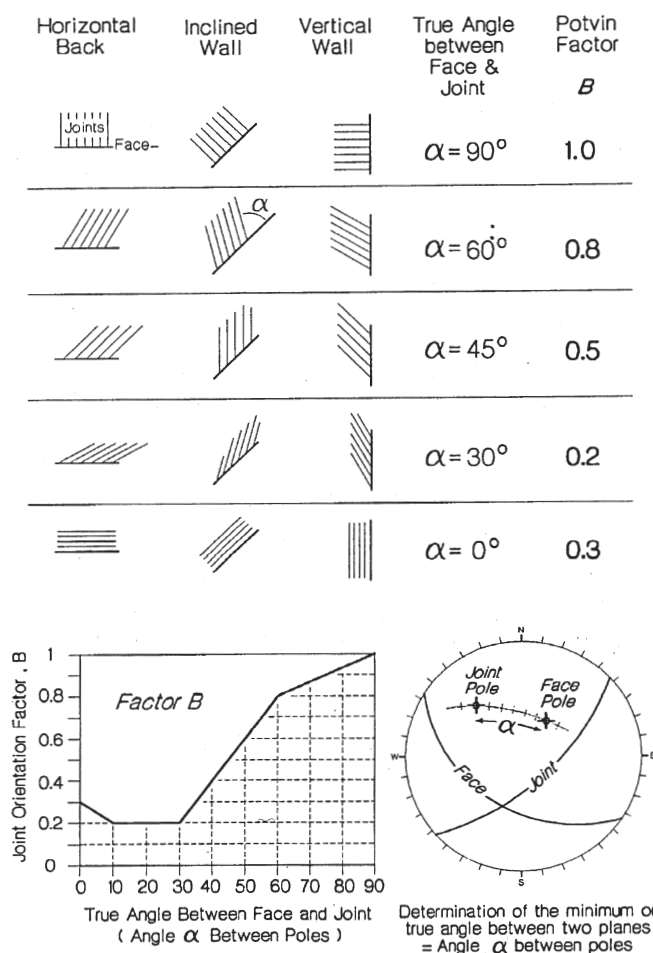 Horizontal Back
Inclined Wall
Vertical Wall
True Angle between Face & Joint
Potvin Factor B
Joints
Face
α = 90°
1.0
α
α = 60°
0.8
α = 45°
0.5
α = 30°
0.2
α = 0°
0.3
Joint Orientation Factor, B
1
0.8
0.6
0.4
0.2
0
Factor B
0 10 20 30 40 50 60 70 80 90
True Angle Between Face and Joint
( Angle α Between Poles )
N
Joint Pole
Face Pole
α
W
Face
Joint
S
Determination of the minimum or
true angle between two planes
= Angle α between poles